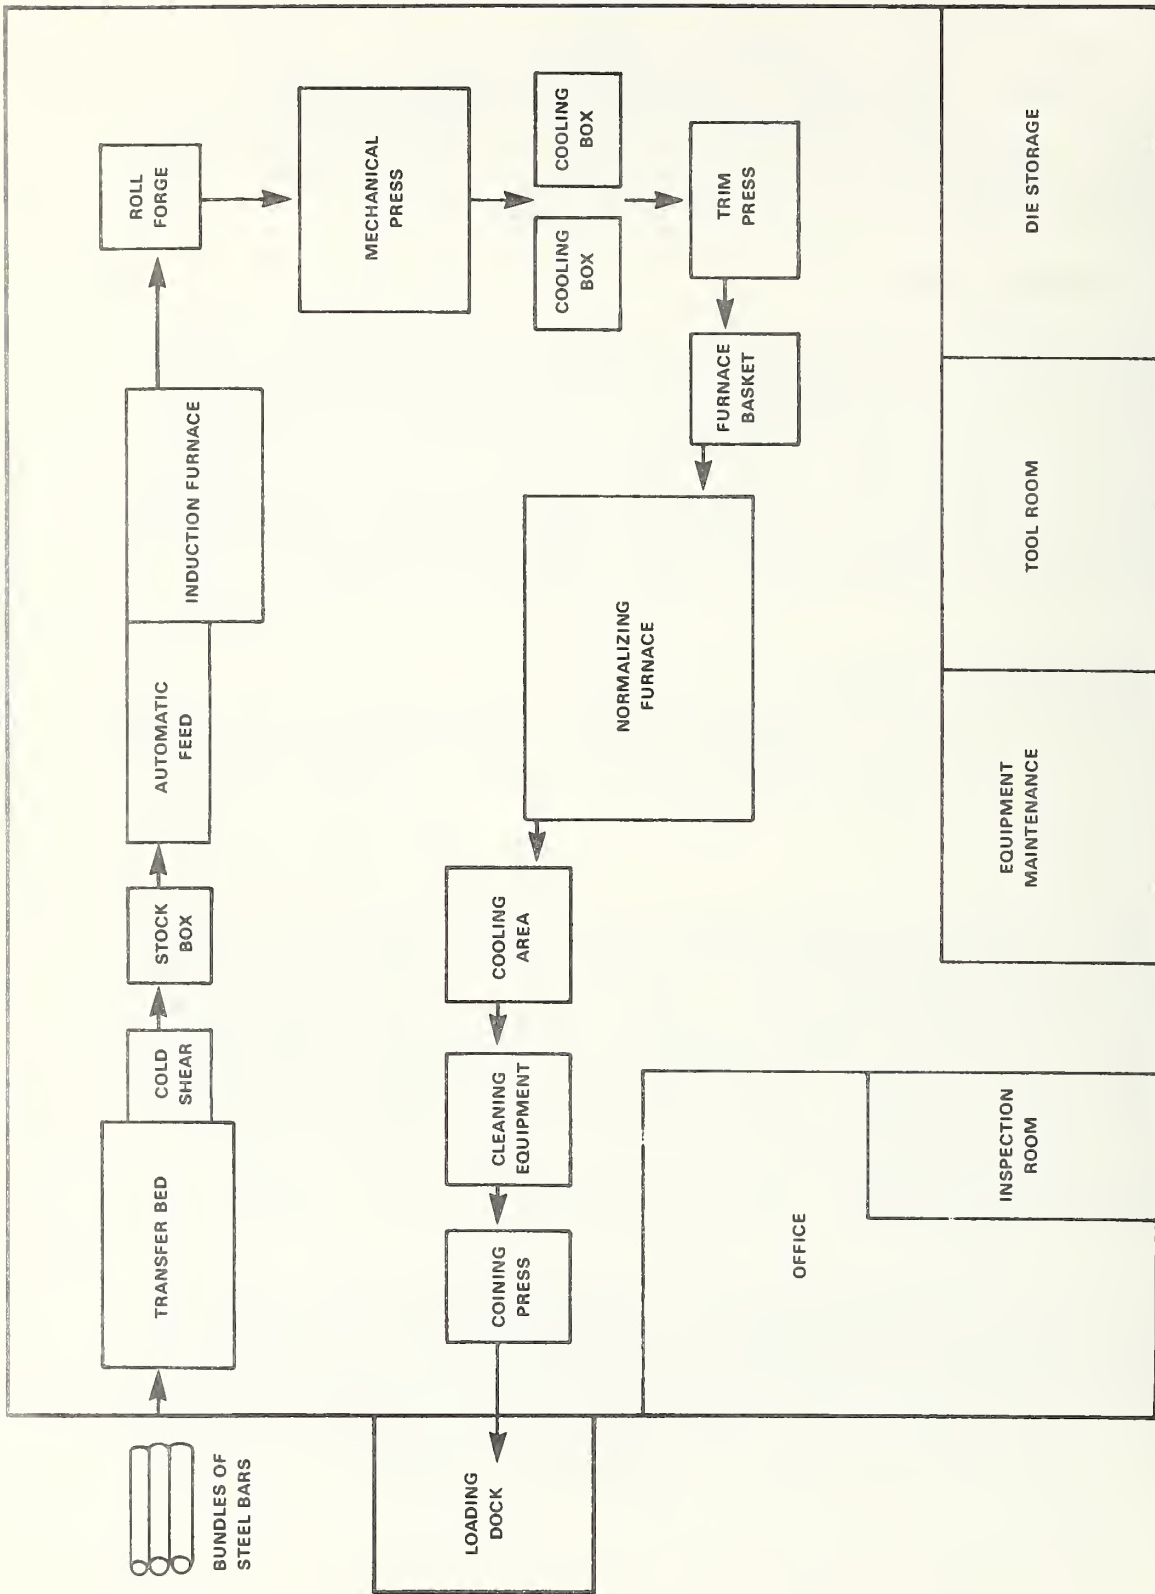 BUNDLES OF
STEEL BARS
TRANSFER BED
COLD
SHEAR
STOCK
BOX
AUTOMATIC
FEED
INDUCTION FURNACE
ROLL
FORGE
MECHANICAL
PRESS
COOLING
BOX
COOLING
BOX
TRIM
PRESS
FURNACE
BASKET
NORMALIZING
FURNACE
COOLING
AREA
CLEANING
EQUIPMENT
COINING
PRESS
LOADING
DOCK
OFFICE
INSPECTION
ROOM
EQUIPMENT
MAINTENANCE
TOOL ROOM
DIE STORAGE